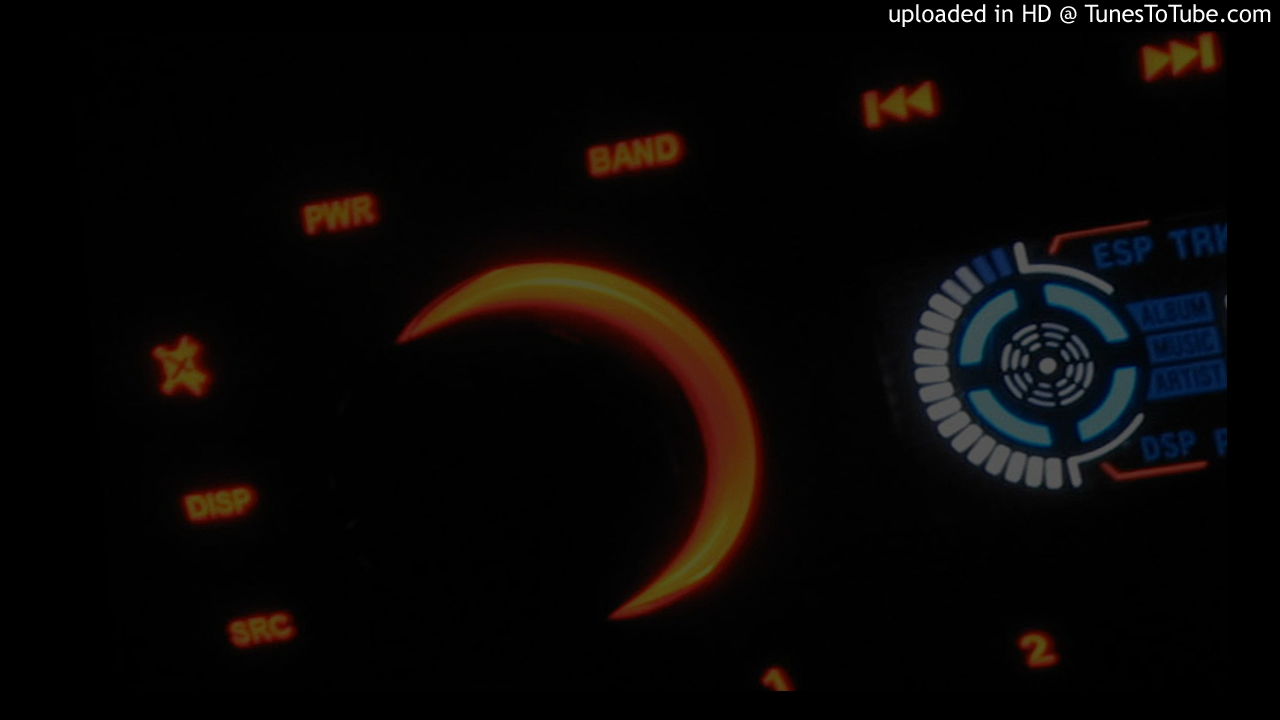 uploaded in HD @ TunesToTube.com
BAND
PWR
ESP TRK
ALBUM
MUSIC
ARTIST
DSP
DISP
SRC
1
2